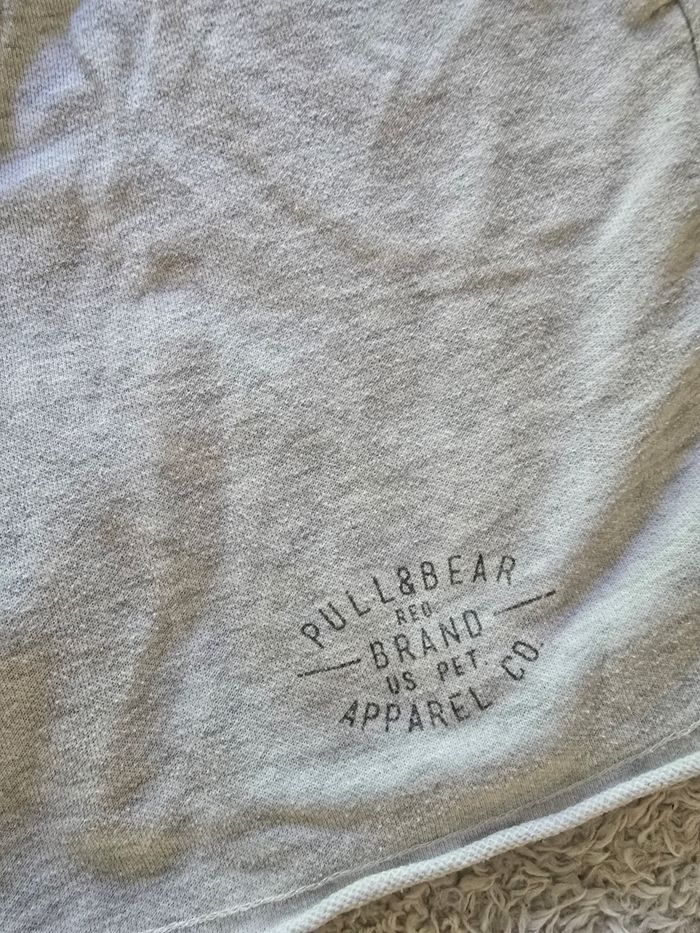 PULL&BEAR
REG.
BRAND
US PET.
APPAREL CO.